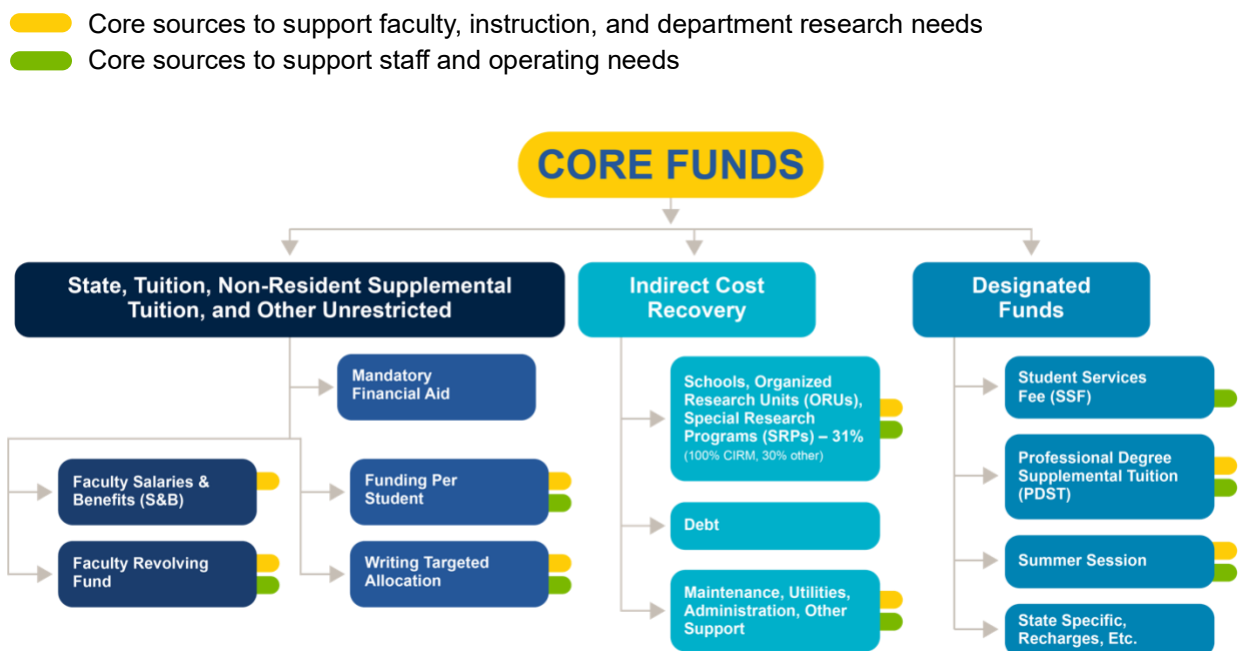 Core sources to support faculty, instruction, and department research needs
Core sources to support staff and operating needs
CORE FUNDS
State, Tuition, Non-Resident Supplemental
Tuition, and Other Unrestricted
Mandatory
Financial Aid
Faculty Salaries &
Benefits (S&B)
Funding Per
Student
Faculty Revolving
Fund
Writing Targeted
Allocation
Indirect Cost
Recovery
Schools, Organized
Research Units (ORUs),
Special Research
Programs (SRPs) – 31%
(100% CIRM, 30% other)
Debt
Maintenance, Utilities,
Administration, Other
Support
Designated
Funds
Student Services
Fee (SSF)
Professional Degree
Supplemental Tuition
(PDST)
Summer Session
State Specific,
Recharges, Etc.